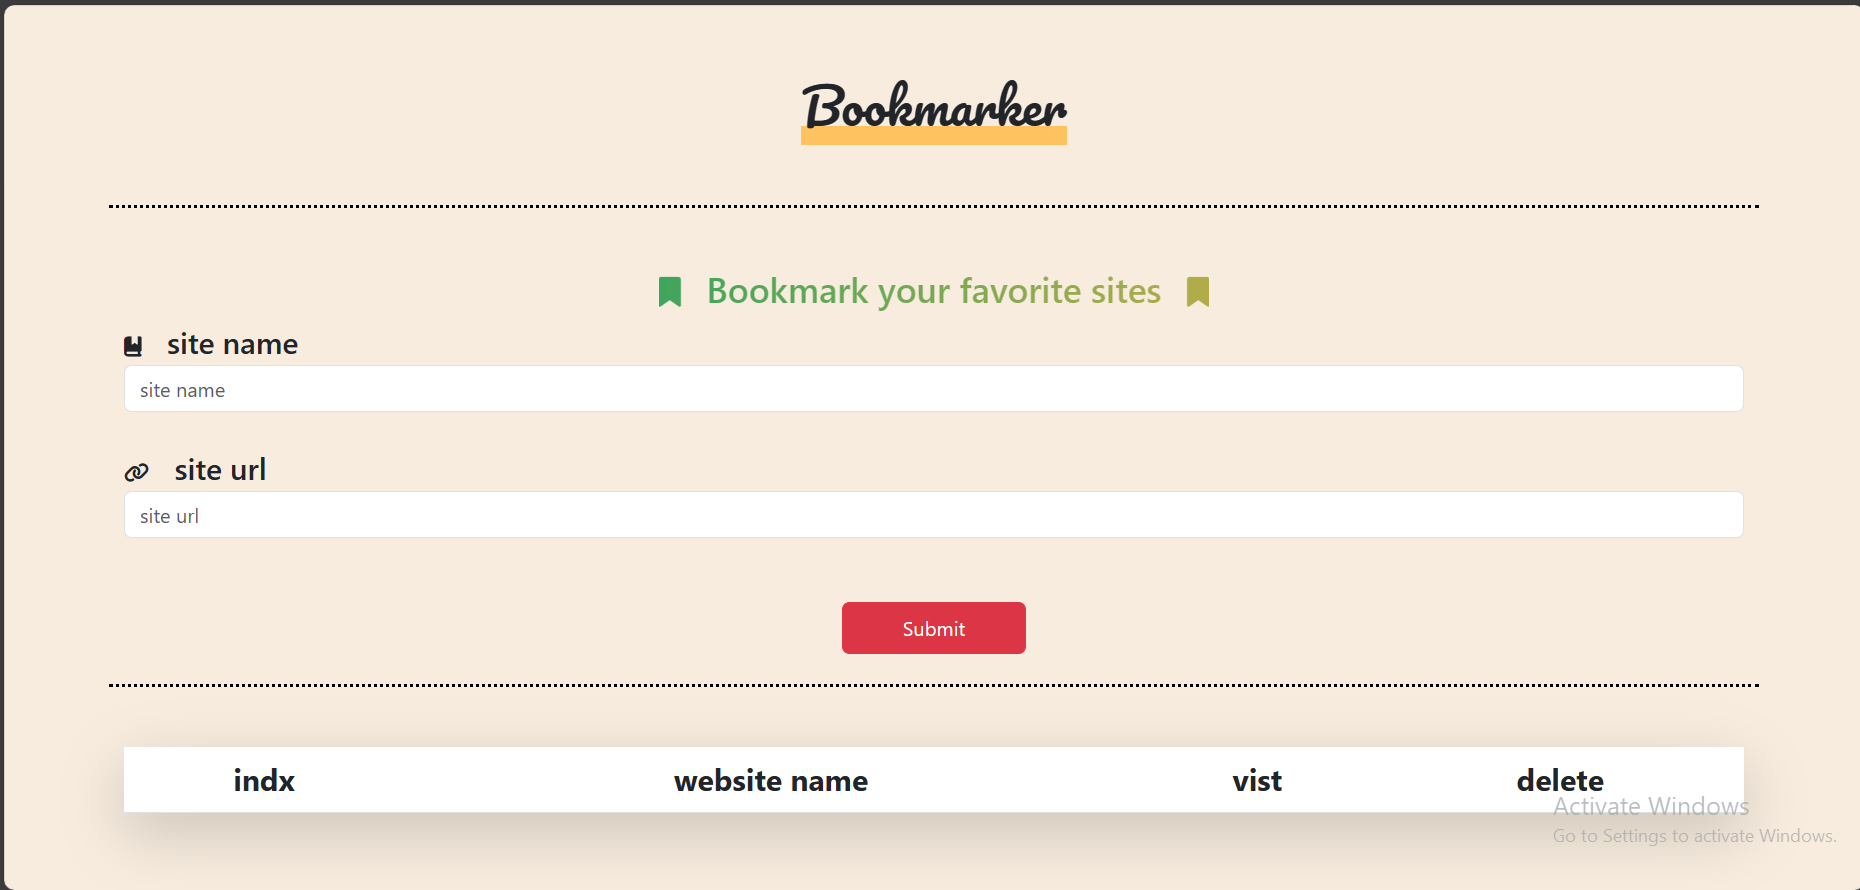 Bookmarker
Bookmark your favorite sites
site name
site name
site url
site url
Submit
indx website name vist delete
Activate Windows
Go to Settings to activate Windows.